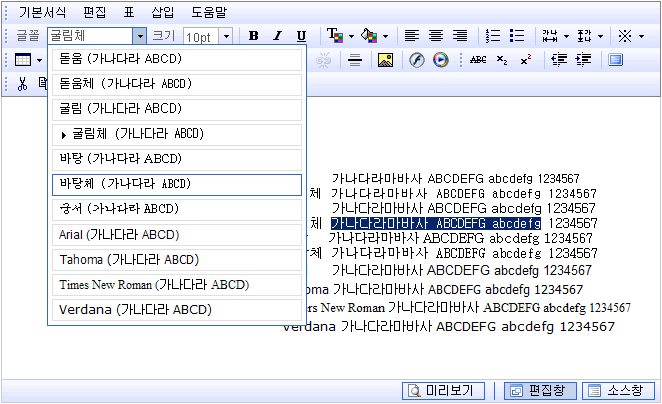 기본서식 편집 표 삽입 도움말
글꼴 굴림체 크기 10pt B I U T 가
ABC x₂ x²
돋움 (가나다라 ABCD)
돋움체 (가나다라 ABCD)
굴림 (가나다라 ABCD)
굴림체 (가나다라 ABCD)
바탕 (가나다라 ABCD)
바탕체 (가나다라 ABCD)
궁서 (가나다라 ABCD)
Arial (가나다라 ABCD)
Tahoma (가나다라 ABCD)
Times New Roman (가나다라 ABCD)
Verdana (가나다라 ABCD)
가나다라마바사 ABCDEFG abcdefg 1234567
체 가나다라마바사 ABCDEFG abcdefg 1234567
가나다라마바사 ABCDEFG abcdefg 1234567
체 가나다라마바사 ABCDEFG abcdefg 1234567
가나다라마바사 ABCDEFG abcdefg 1234567
체 가나다라마바사 ABCDEFG abcdefg 1234567
가나다라마바사 ABCDEFG abcdefg 1234567
oma 가나다라마바사 ABCDEFG abcdefg 1234567
ers New Roman 가나다라마바사 ABCDEFG abcdefg 1234567
Verdana 가나다라마바사 ABCDEFG abcdefg 1234567
미리보기 편집창 소스창